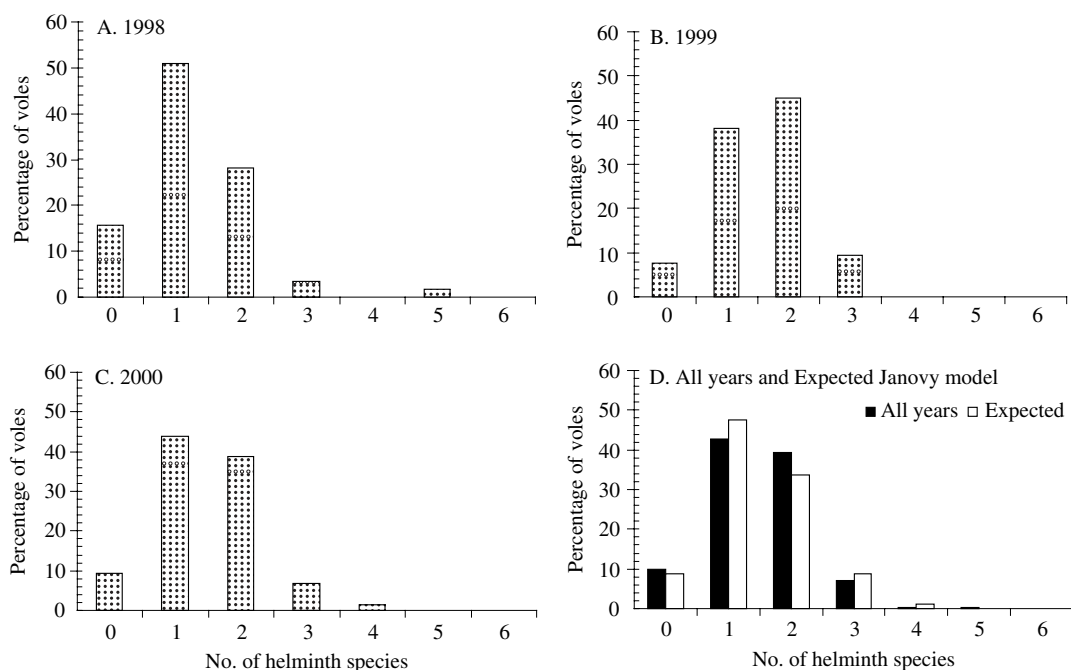 A. 1998
Percentage of voles
60
50
40
30
20
10
0
0 1 2 3 4 5 6
B. 1999
Percentage of voles
60
50
40
30
20
10
0
0 1 2 3 4 5 6
C. 2000
Percentage of voles
60
50
40
30
20
10
0
0 1 2 3 4 5 6
No. of helminth species
D. All years and Expected Janovy model
All years Expected
Percentage of voles
60
50
40
30
20
10
0
0 1 2 3 4 5 6
No. of helminth species